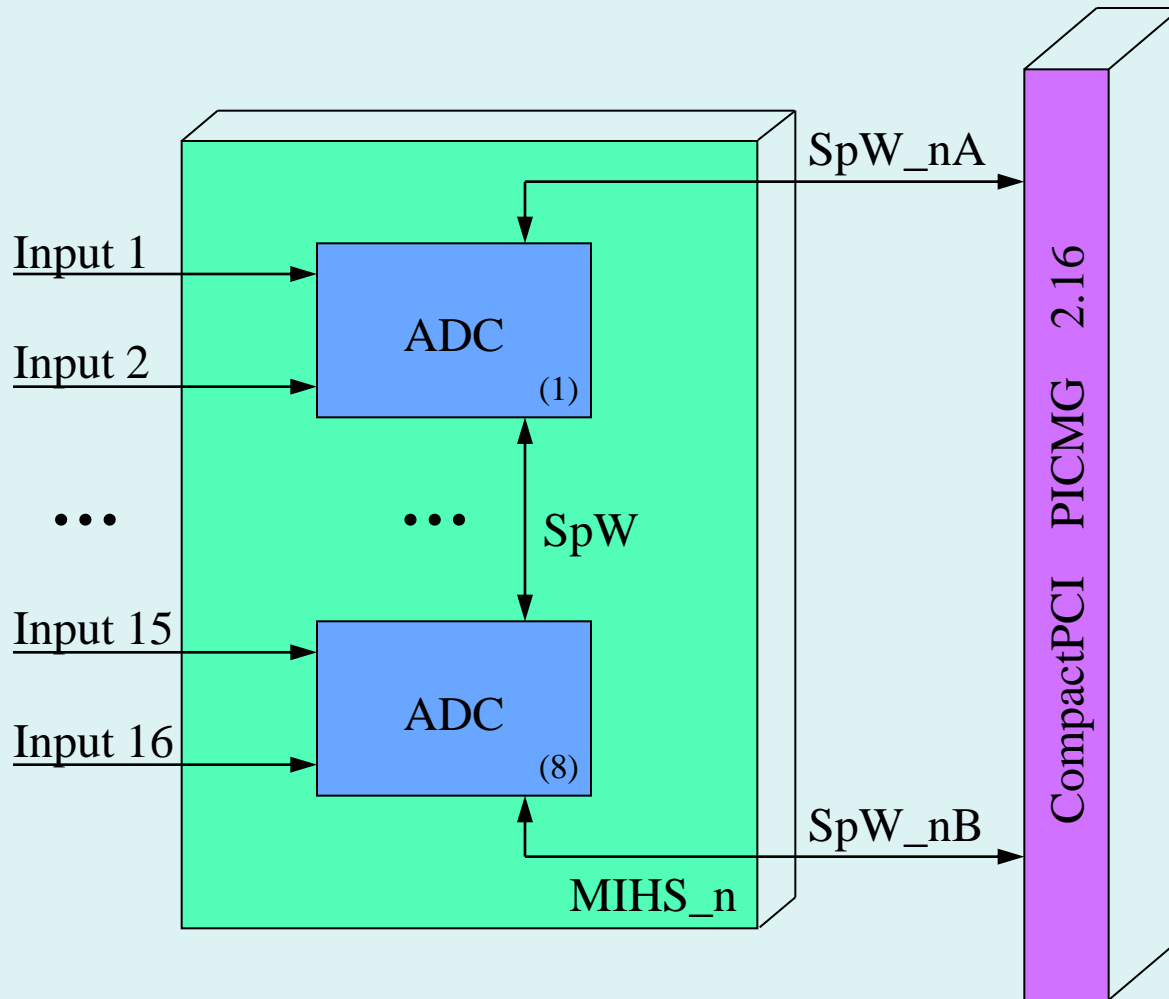 SpW_nA
Input 1
ADC
(1)
Input 2
...
...
SpW
Input 15
ADC
(8)
Input 16
SpW_nB
MIHS_n
CompactPCI PICMG 2.16